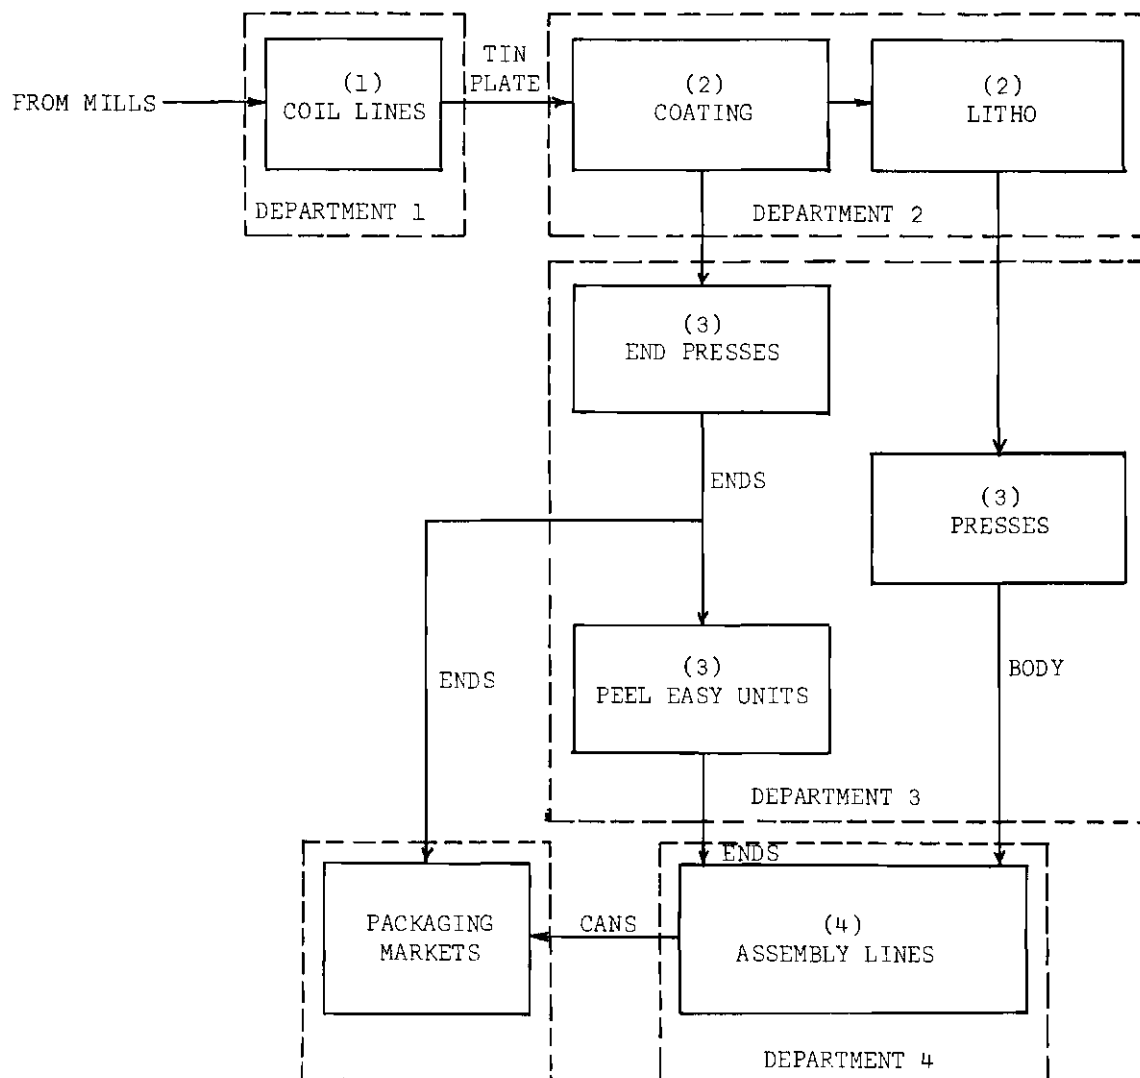 FROM MILLS
(1)
COIL LINES
DEPARTMENT 1
TIN
PLATE
(2)
COATING
(2)
LITHO
DEPARTMENT 2
(3)
END PRESSES
ENDS
(3)
PRESSES
ENDS
(3)
PEEL EASY UNITS
BODY
DEPARTMENT 3
ENDS
PACKAGING
MARKETS
CANS
(4)
ASSEMBLY LINES
DEPARTMENT 4